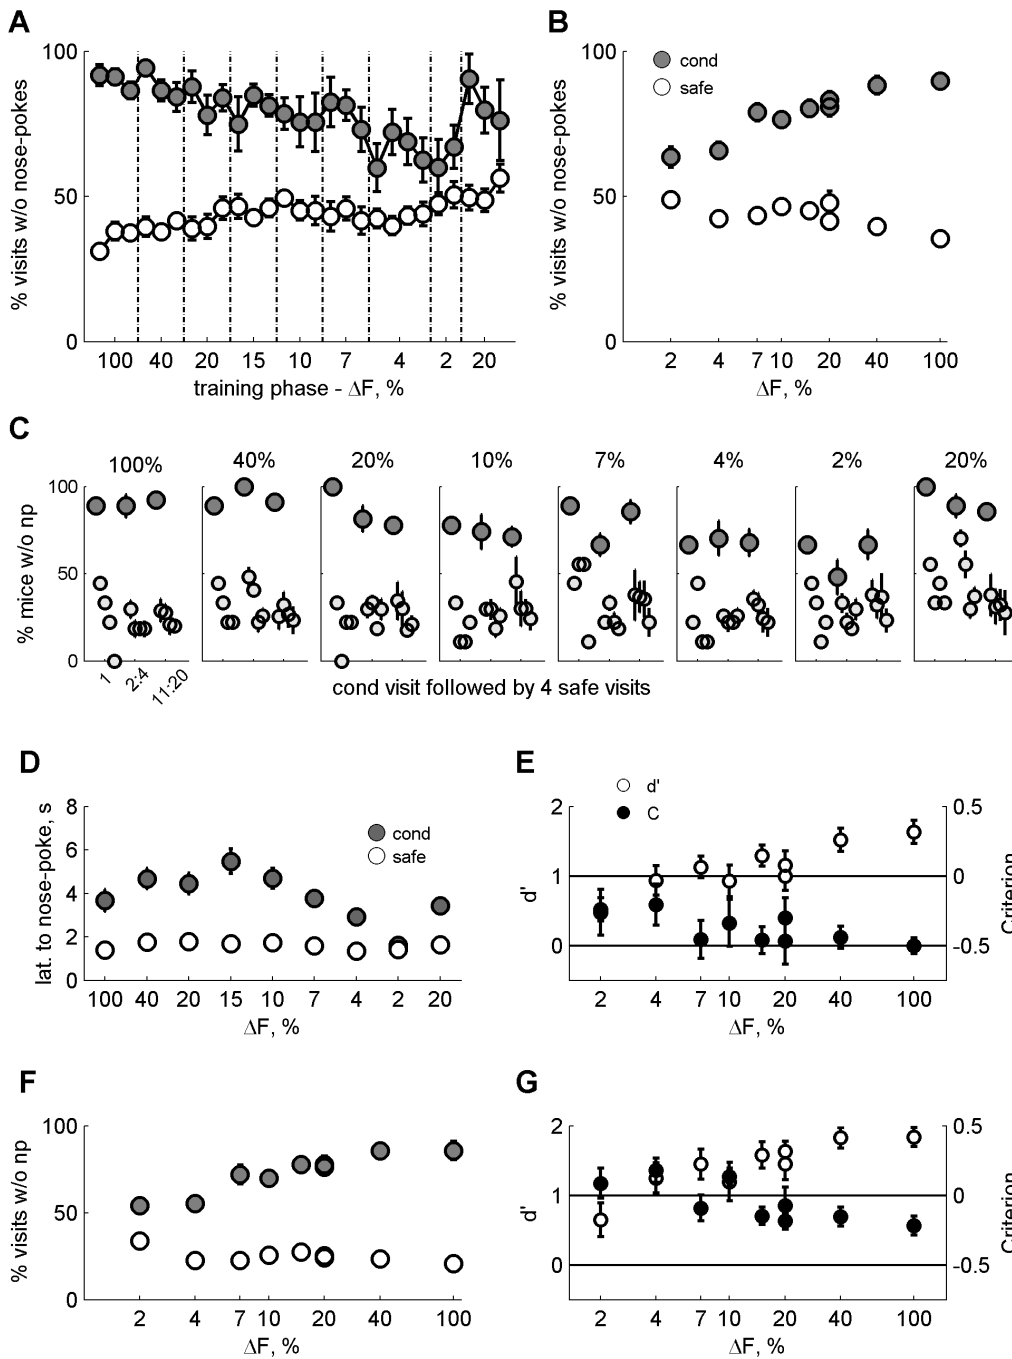 A
100
50
0
% visits w/o nose-pokes
100 40 20 15 10 7 4 2 20
training phase - ΔF, %
B
100
50
0
% visits w/o nose-pokes
cond
safe
2 4 7 10 20 40 100
ΔF, %
C
100% 40% 20% 10% 7% 4% 2% 20%
100
50
0
% mice w/o np
1 2:4 11:20
cond visit followed by 4 safe visits
D
8
6
4
2
0
lat. to nose-poke, s
cond
safe
100 40 20 15 10 7 4 2 20
ΔF, %
E
d'
C
2
1
0
d'
0.5
0
-0.5
Criterion
2 4 7 10 20 40 100
ΔF, %
F
100
50
0
% visits w/o np
2 4 7 10 20 40 100
ΔF, %
G
2
1
0
d'
0.5
0
-0.5
Criterion
2 4 7 10 20 40 100
ΔF, %